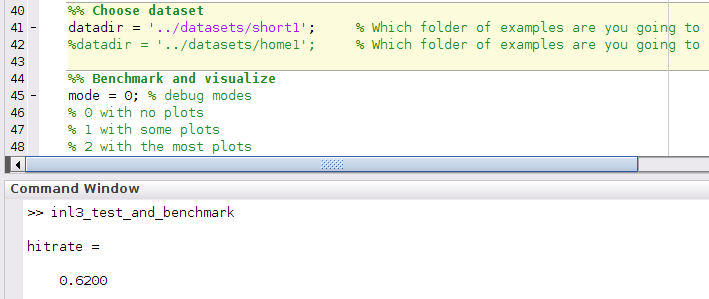 40 %% Choose dataset
41 - datadir = '../datasets/short1'; % Which folder of examples are you going to
42 %datadir = '../datasets/home1'; % Which folder of examples are you going to
43
44 %% Benchmark and visualize
45 - mode = 0; % debug modes
46 % 0 with no plots
47 % 1 with some plots
48 % 2 with the most plots
Command Window
>> inl3_test_and_benchmark
hitrate =
0.6200